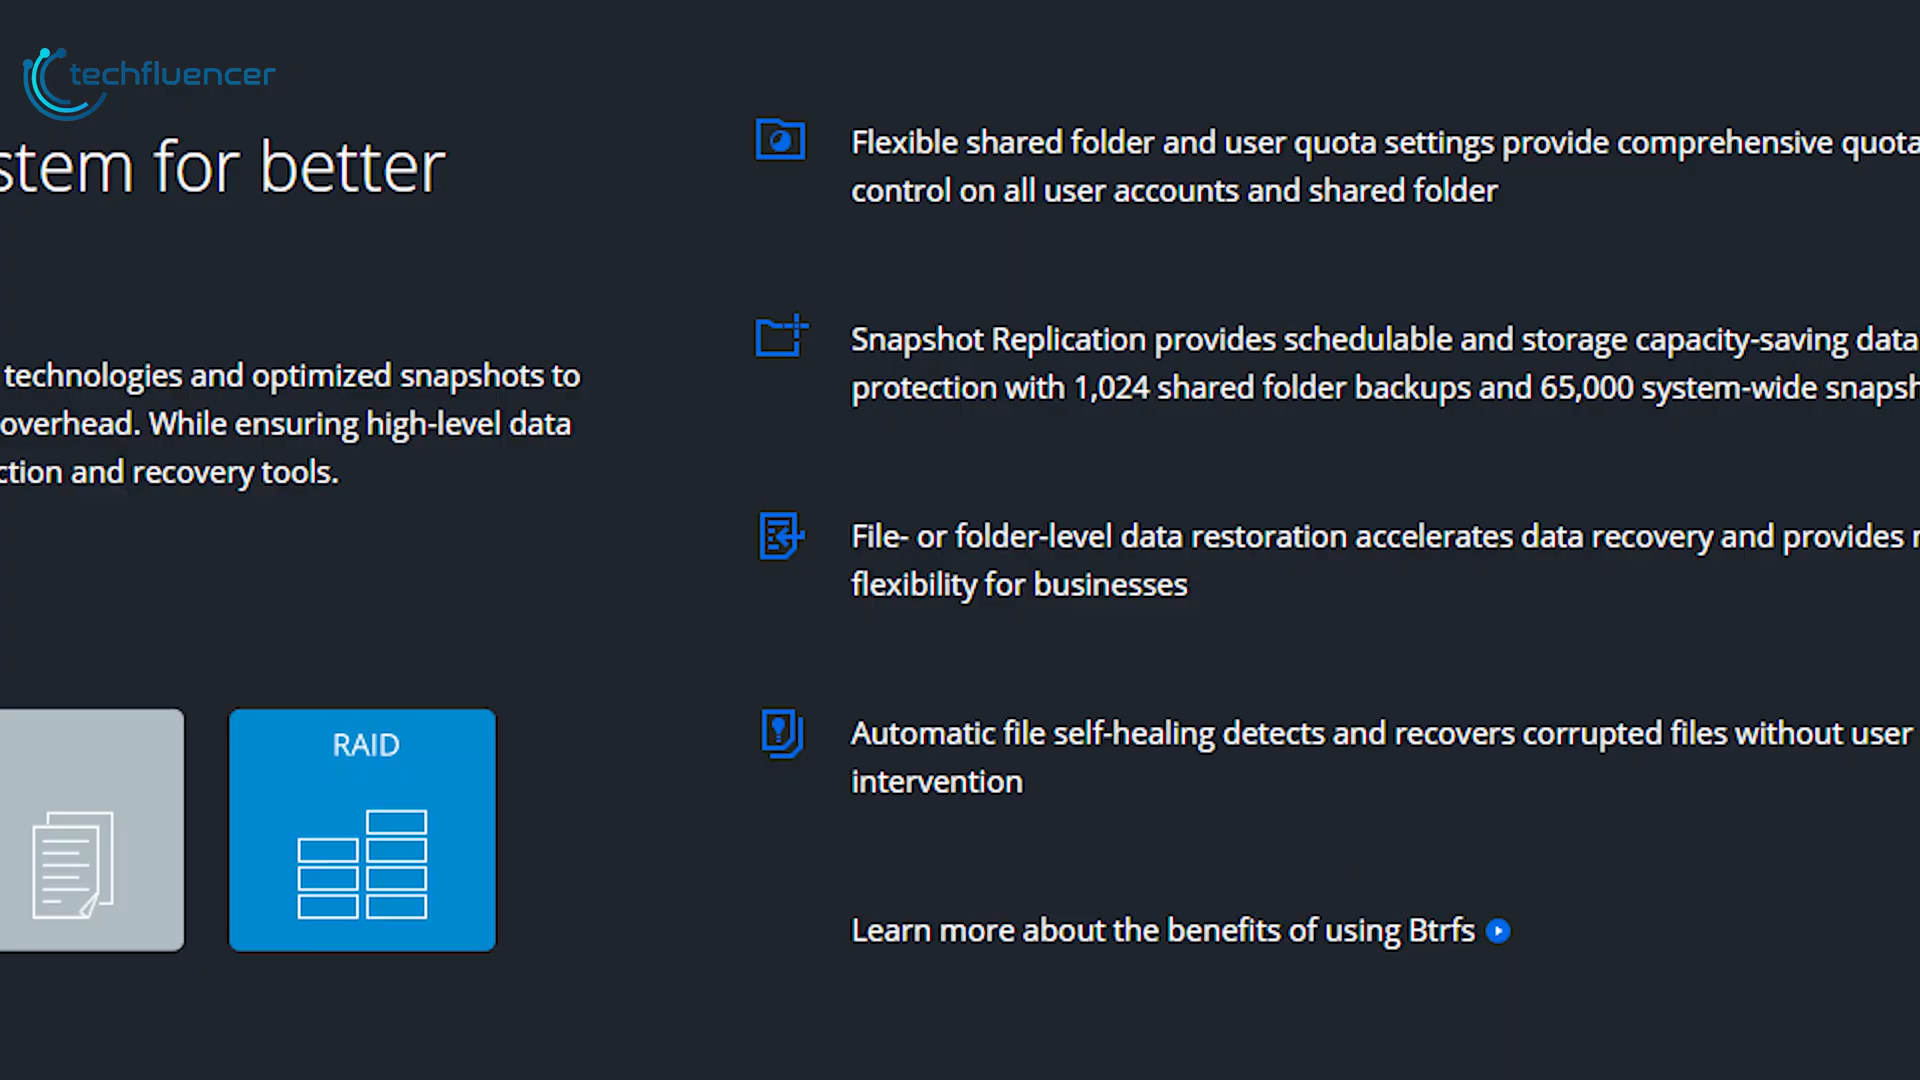 techfluencer
stem for better
technologies and optimized snapshots to
overhead. While ensuring high-level data
ction and recovery tools.
RAID
Flexible shared folder and user quota settings provide comprehensive quota
control on all user accounts and shared folder
Snapshot Replication provides schedulable and storage capacity-saving data
protection with 1,024 shared folder backups and 65,000 system-wide snapsh
File- or folder-level data restoration accelerates data recovery and provides
flexibility for businesses
Automatic file self-healing detects and recovers corrupted files without user
intervention
Learn more about the benefits of using Btrfs